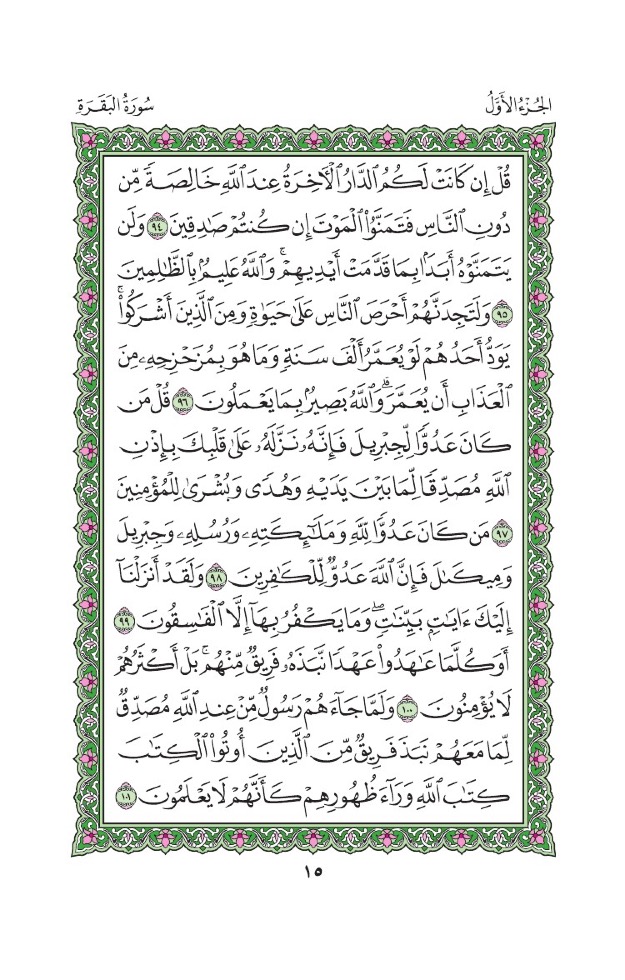 الجُزْءُ الأَوَّلُ
سُورَةُ البَقَرَةِ
قُلْ إِن كَانَتْ لَكُمُ ٱلدَّارُ ٱلْأَخِرَةُ عِندَ ٱللَّهِ خَالِصَةً مِّن
دُونِ ٱلنَّاسِ فَتَمَنَّوُا۟ ٱلْمَوْتَ إِن كُنتُمْ صَٰدِقِينَ ٩٤ وَلَن
يَتَمَنَّوْهُ أَبَدًۢا بِمَا قَدَّمَتْ أَيْدِيهِمْ ۗ وَٱللَّهُ عَلِيمٌۢ بِٱلظَّٰلِمِينَ
٩٥ وَلَتَجِدَنَّهُمْ أَحْرَصَ ٱلنَّاسِ عَلَىٰ حَيَوٰةٍ وَمِنَ ٱلَّذِينَ أَشْرَكُوا۟ ۚ
يَوَدُّ أَحَدُهُمْ لَوْ يُعَمَّرُ أَلْفَ سَنَةٍ وَمَا هُوَ بِمُزَحْزِحِهِۦ مِنَ
ٱلْعَذَابِ أَن يُعَمَّرَ ۗ وَٱللَّهُ بَصِيرٌۢ بِمَا يَعْمَلُونَ ٩٦ قُلْ مَن
كَانَ عَدُوًّا لِّجِبْرِيلَ فَإِنَّهُۥ نَزَّلَهُۥ عَلَىٰ قَلْبِكَ بِإِذْنِ
ٱللَّهِ مُصَدِّقًا لِّمَا بَيْنَ يَدَيْهِ وَهُدًى وَبُشْرَىٰ لِلْمُؤْمِنِينَ
٩٧ مَن كَانَ عَدُوًّا لِّلَّهِ وَمَلَٰٓئِكَتِهِۦ وَرُسُلِهِۦ وَجِبْرِيلَ
وَمِيكَىٰلَ فَإِنَّ ٱللَّهَ عَدُوٌّ لِّلْكَٰفِرِينَ ٩٨ وَلَقَدْ أَنزَلْنَآ
إِلَيْكَ ءَايَٰتٍۭ بَيِّنَٰتٍ ۖ وَمَا يَكْفُرُ بِهَآ إِلَّا ٱلْفَٰسِقُونَ ٩٩
أَوَكُلَّمَا عَٰهَدُوا۟ عَهْدًا نَّبَذَهُۥ فَرِيقٌ مِّنْهُم ۚ بَلْ أَكْثَرُهُمْ
لَا يُؤْمِنُونَ ١٠٠ وَلَمَّا جَآءَهُمْ رَسُولٌ مِّنْ عِندِ ٱللَّهِ مُصَدِّقٌ
لِّمَا مَعَهُمْ نَبَذَ فَرِيقٌ مِّنَ ٱلَّذِينَ أُوتُوا۟ ٱلْكِتَٰبَ
كِتَٰبَ ٱللَّهِ وَرَآءَ ظُهُورِهِمْ كَأَنَّهُمْ لَا يَعْلَمُونَ ١٠١
١٥